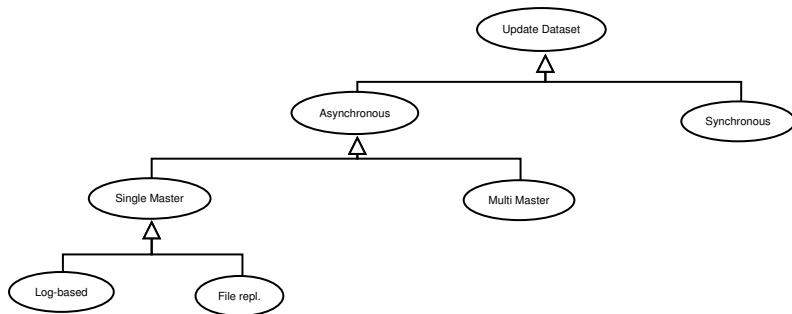 Update Dataset
Asynchronous
Synchronous
Single Master
Multi Master
Log-based
File repl.